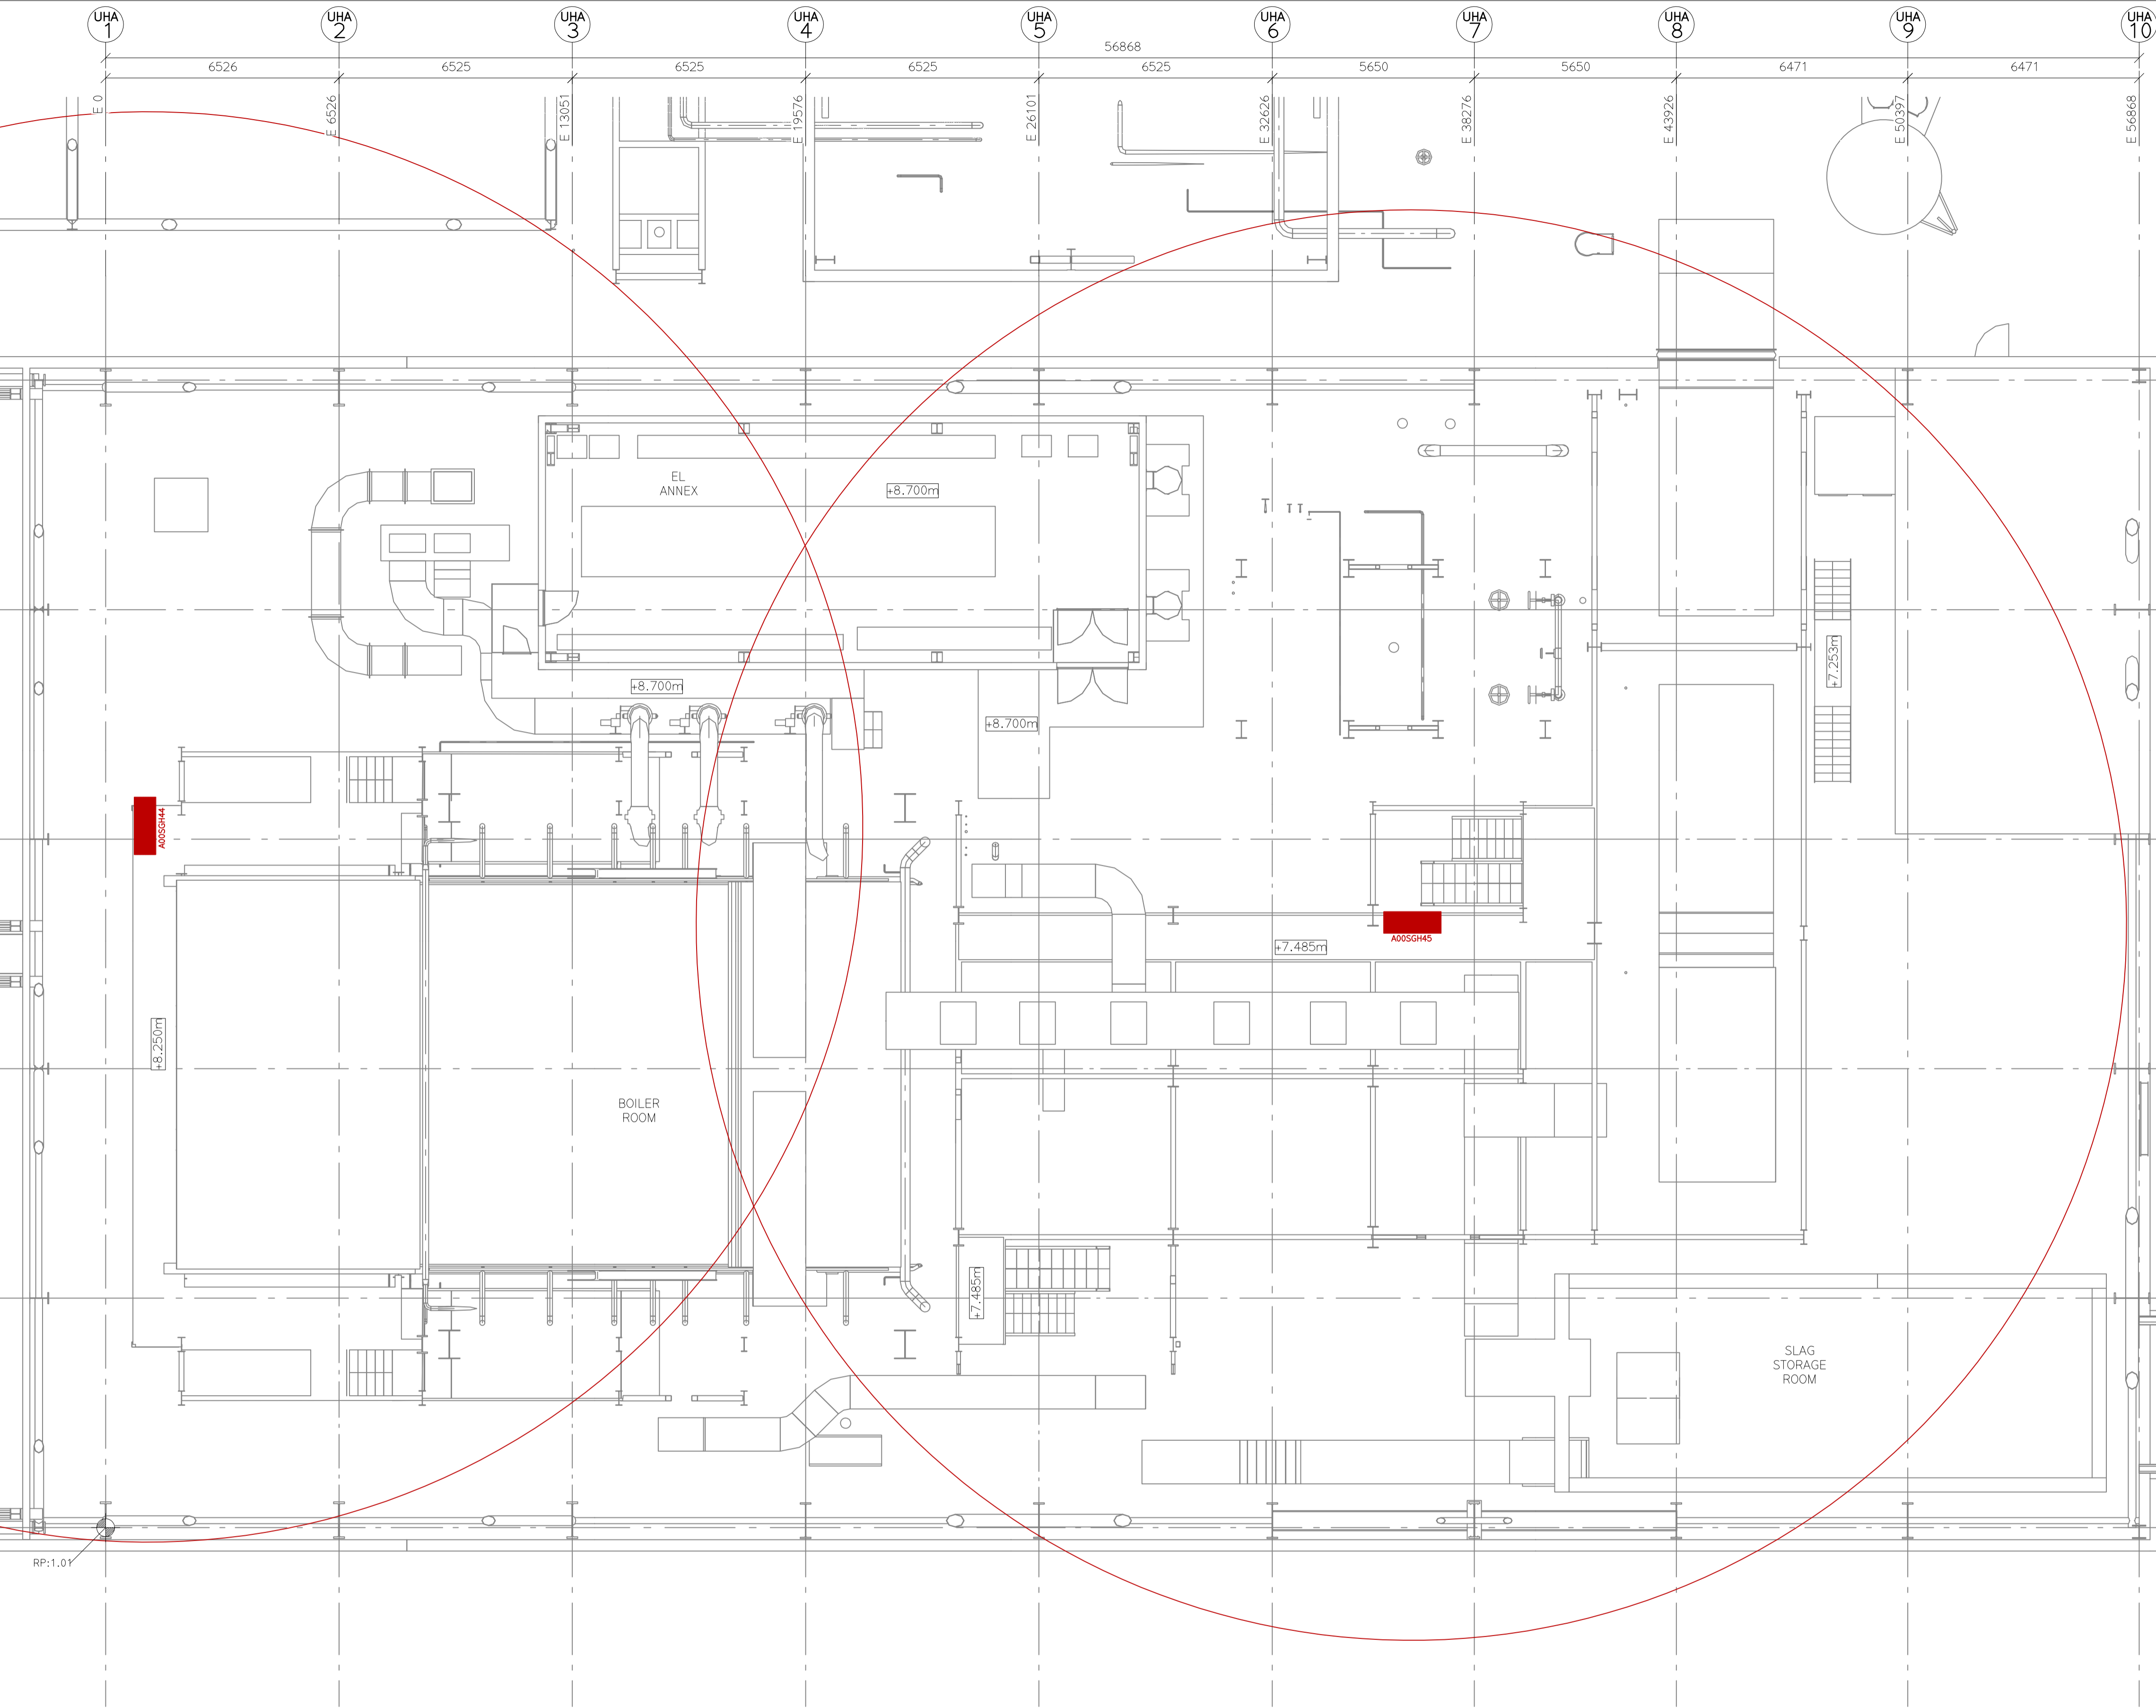 UHA
1
UHA
2
UHA
3
UHA
4
UHA
5
UHA
6
UHA
7
UHA
8
UHA
9
UHA
10
56868
6526
6525
6525
6525
6525
5650
5650
6471
6471
E 0
E 6526
E 13051
E 19576
E 26101
E 32626
E 38276
E 43926
E 50397
E 56868
EL
ANNEX
+8.700m
+8.700m
+8.700m
+7.253m
A00SGH44
A00SGH45
+7.485m
+8.250m
BOILER
ROOM
+7.485m
SLAG
STORAGE
ROOM
RP:1.01